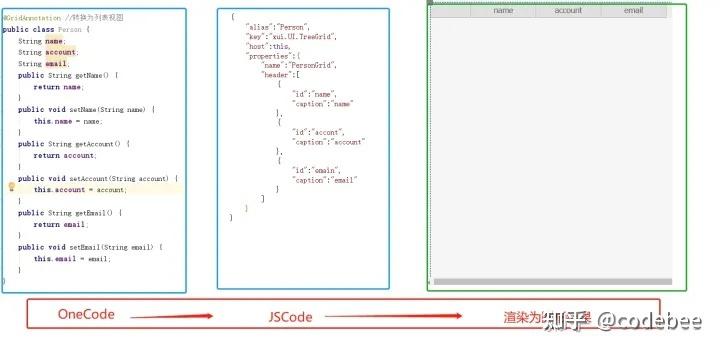 @GridAnnotation //转换为列表视图
public class Person {
String name;
String account;
String email;
public String getName() {
return name;
}
public void setName(String name) {
this.name = name;
}
public String getAccount() {
return account;
}
public void setAccount(String account) {
this.account = account;
}
public String getEmail() {
return email;
}
public void setEmail(String email) {
this.email = email;
}
}
{
"alias":"Person",
"key":"xui.UI.TreeGrid",
"host":this,
"properties":{
"name":"PersonGrid",
"header":[
{
"id":"name",
"caption":"name"
},
{
"id":"accont",
"caption":"account"
},
{
"id":"emain",
"caption":"email"
}
]
}
}
name account email
OneCode JSCode 渲染为
知乎 @codebee